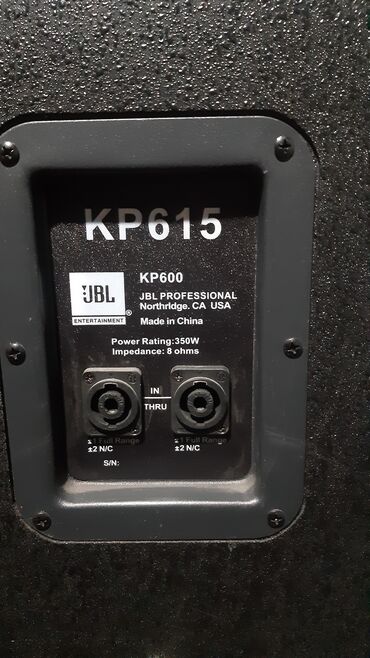 KP615
JBL
ENTERTAINMENT
®
KP600
JBL PROFESSIONAL
Northridge. CA USA
Made in China
Power Rating:350W
Impedance: 8 ohms
IN
THRU
±1 Full Range
±2 N/C
±1 Full Range
±2 N/C
S/N: